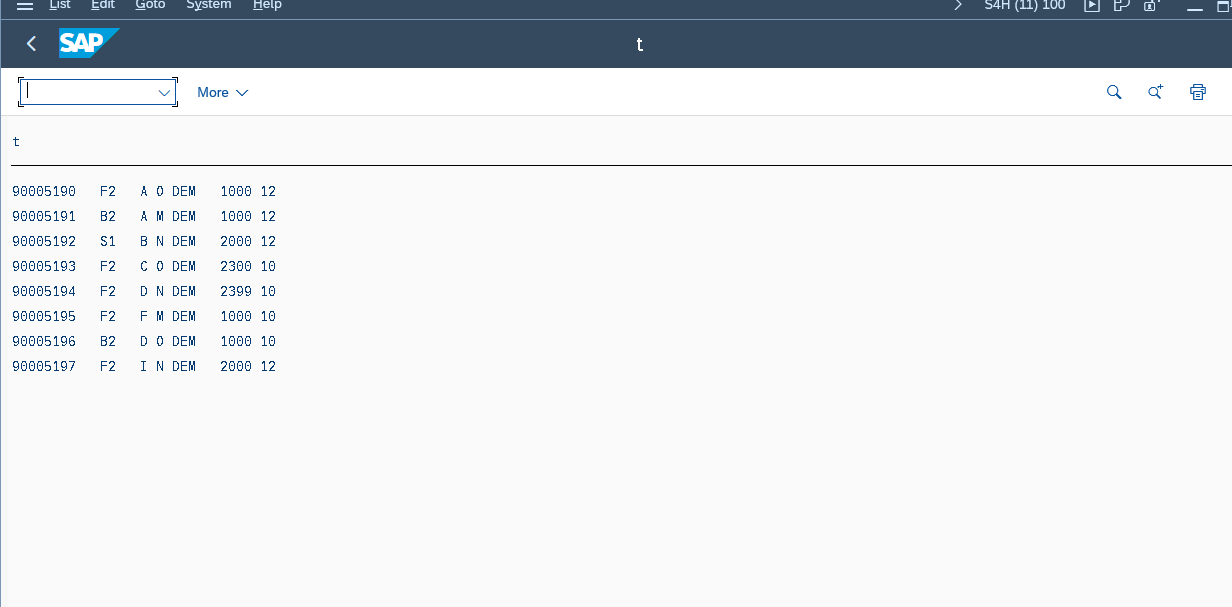 List Edit Goto System Help S4H (11) 100
SAP t
More
t
90005190 F2 A O DEM 1000 12
90005191 B2 A M DEM 1000 12
90005192 S1 B N DEM 2000 12
90005193 F2 C O DEM 2300 10
90005194 F2 D N DEM 2399 10
90005195 F2 F M DEM 1000 10
90005196 B2 D O DEM 1000 10
90005197 F2 I N DEM 2000 12